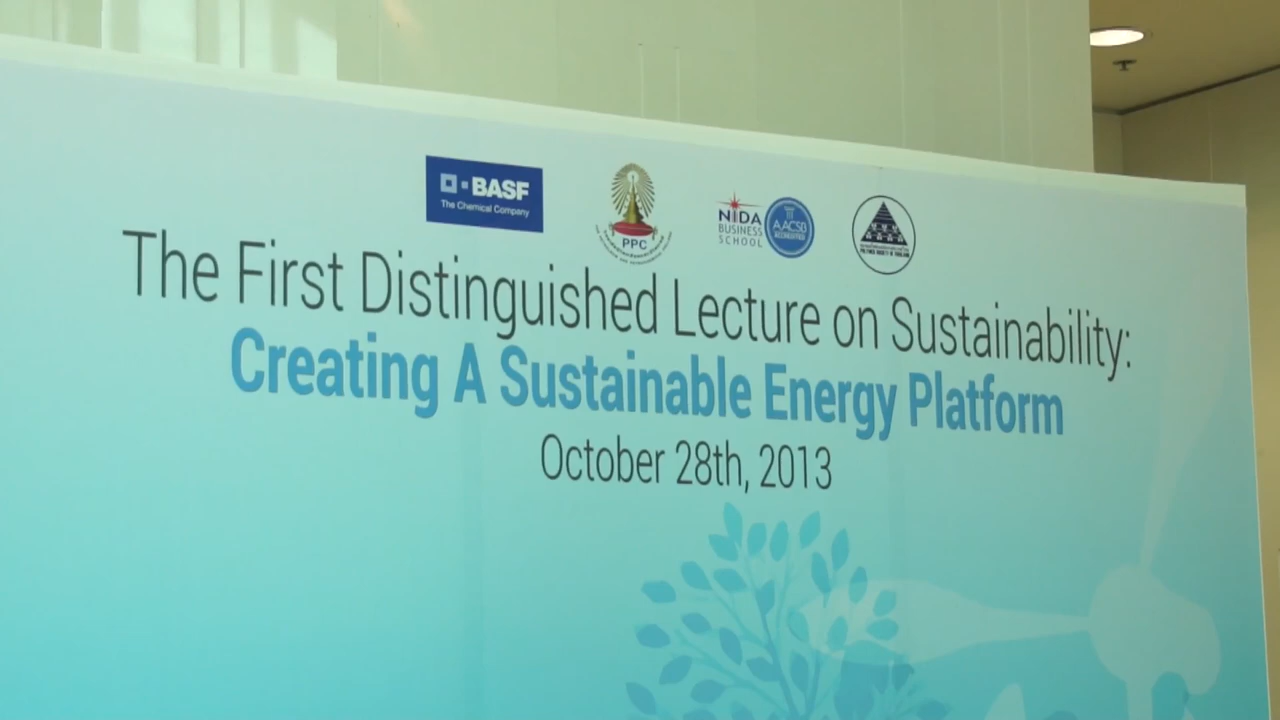 BASF
The Chemical Company
PPC
NIDA
BUSINESS
SCHOOL
AACSB
ACCREDITED
The First Distinguished Lecture on Sustainability:
Creating A Sustainable Energy Platform
October 28th, 2013